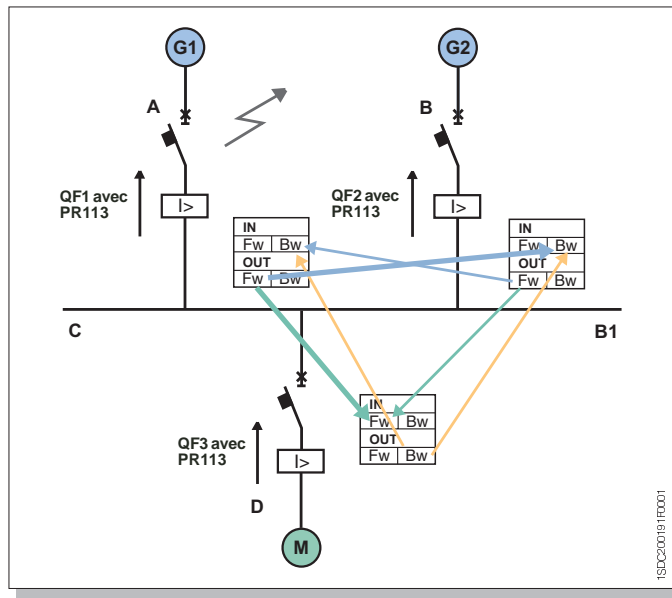 G1
G2
A
B
QF1 avec
PR113
I>
QF2 avec
PR113
I>
IN
Fw Bw
OUT
Fw Bw
IN
Fw Bw
OUT
Fw Bw
C
B1
QF3 avec
PR113
I>
IN
Fw Bw
OUT
Fw Bw
D
M
1SDC200191F0001